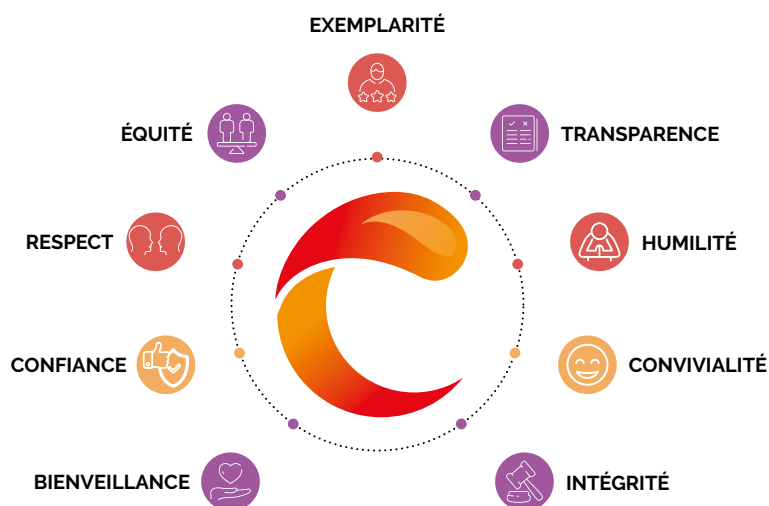 EXEMPLARITÉ
ÉQUITÉ
TRANSPARENCE
RESPECT
HUMILITÉ
CONFIANCE
CONVIVIALITÉ
BIENVEILLANCE
INTÉGRITÉ